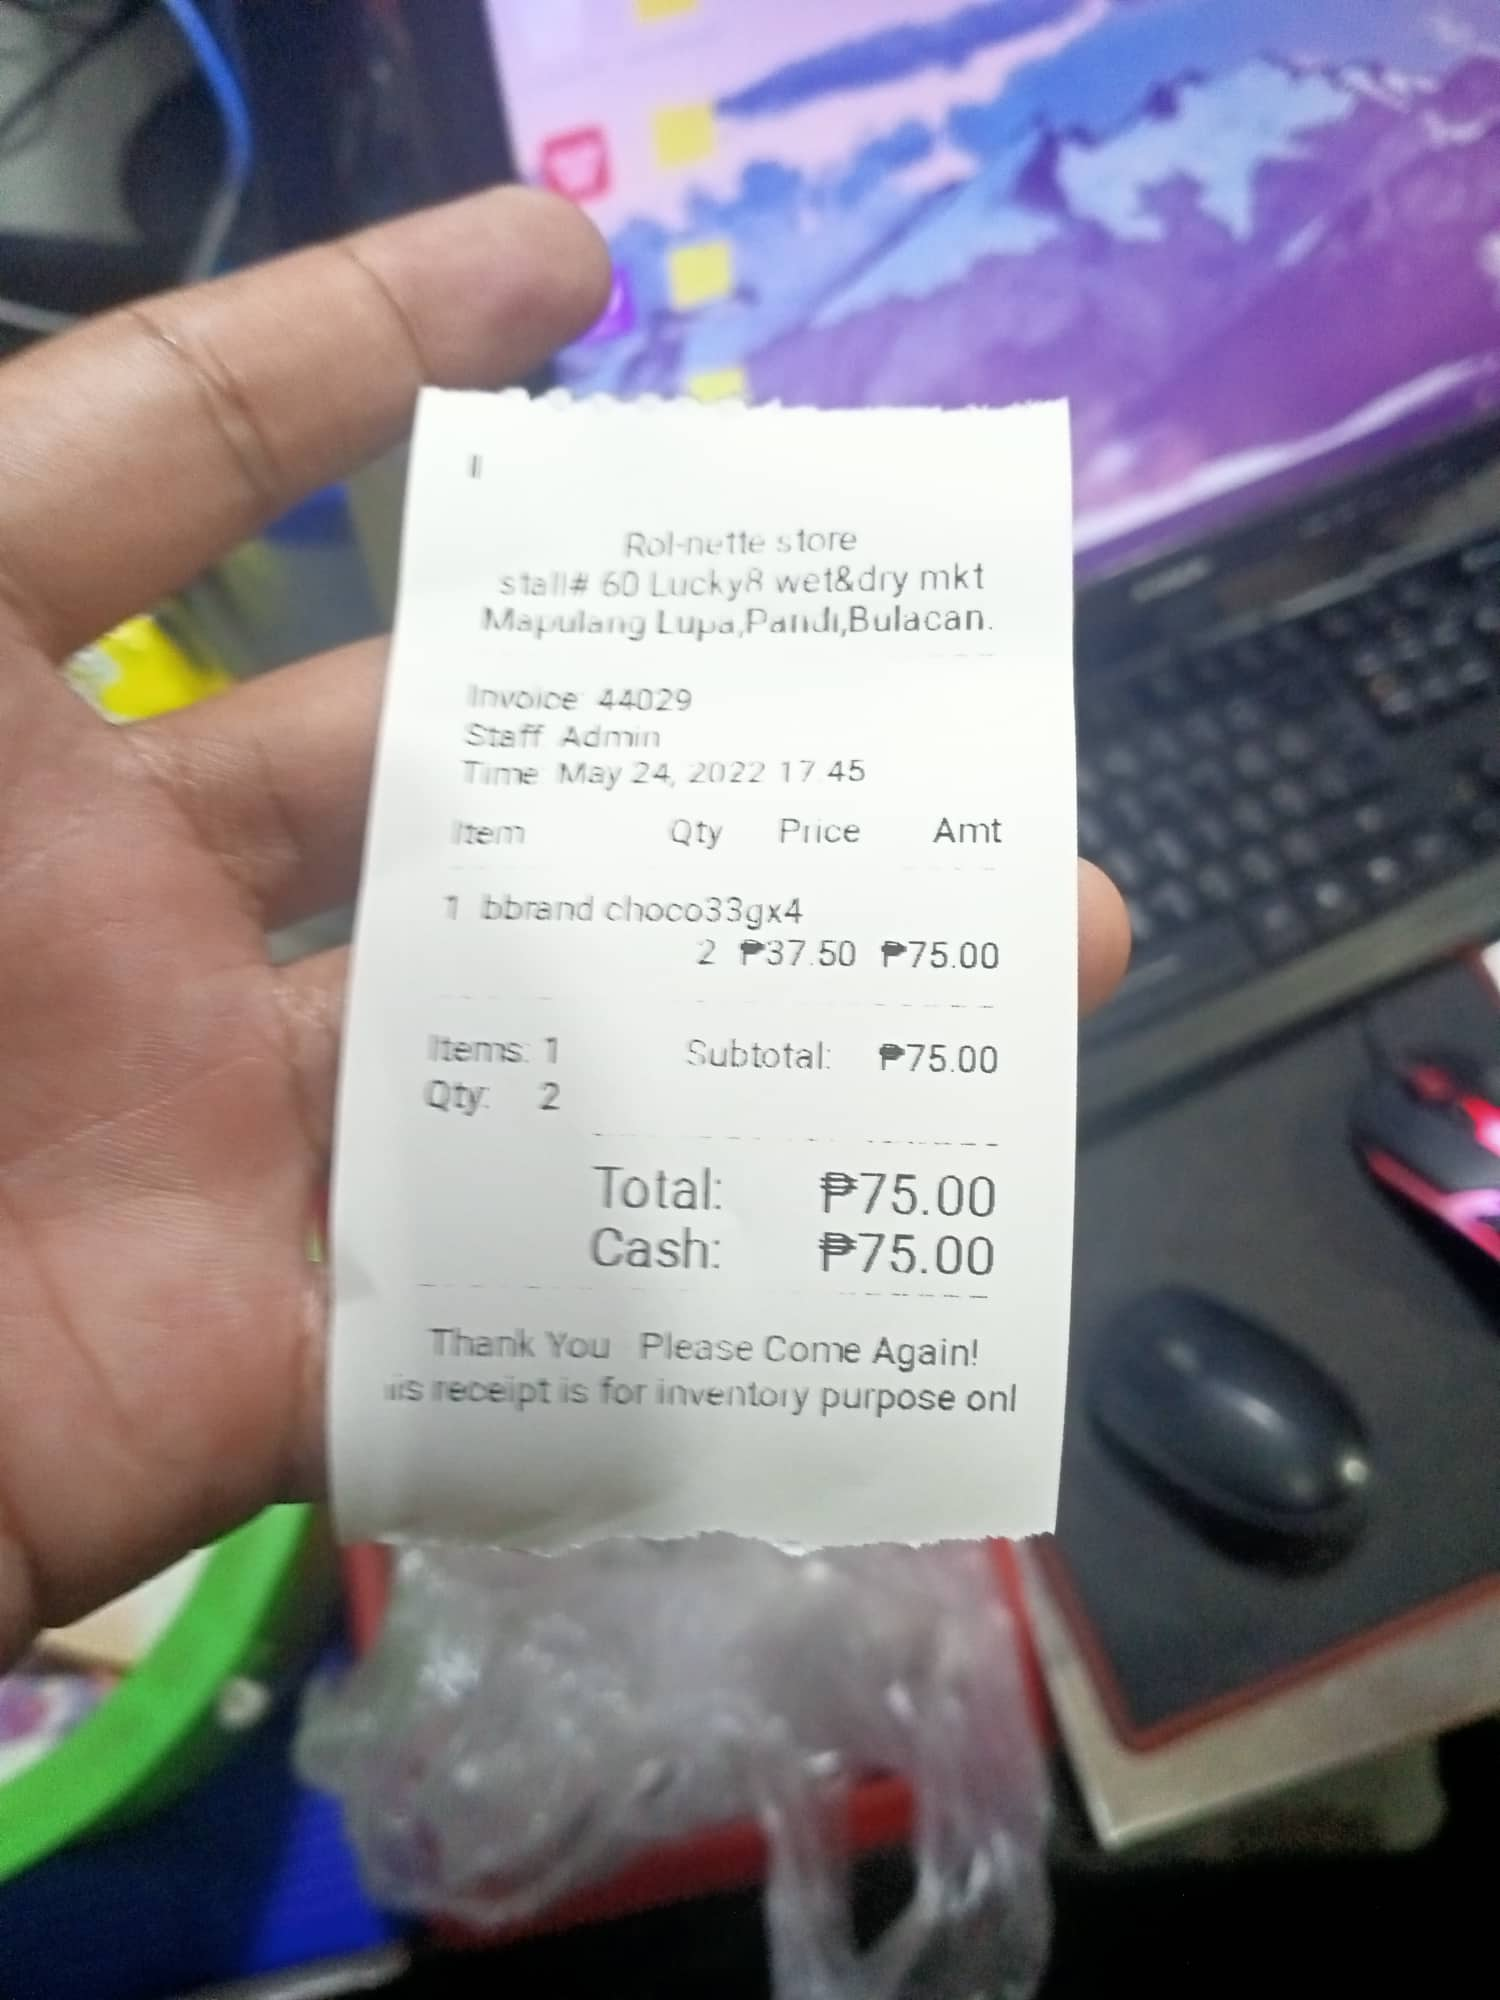 Rol-nette store
stall# 60 Lucky8 wet&dry mkt
Mapulang Lupa,Pandi,Bulacan.
Invoice: 44029
Staff: Admin
Time: May 24, 2022 17:45
Item Qty Price Amt
1 bbrand choco33gx4
2 ₱37.50 ₱75.00
Items: 1 Subtotal: ₱75.00
Qty: 2
Total: ₱75.00
Cash: ₱75.00
Thank You Please Come Again!
is receipt is for inventory purpose onl